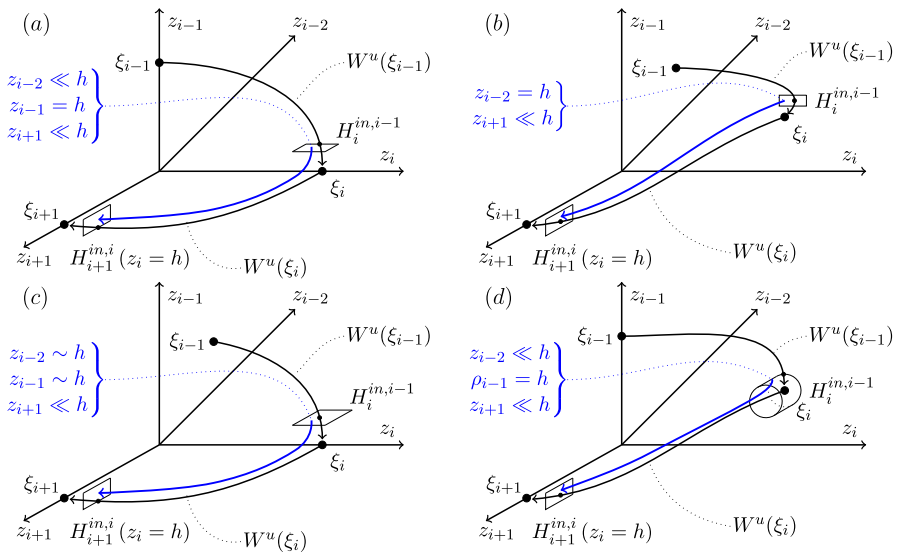 (a)
z_{i-1}
z_{i-2}
ξ_{i-1}
W^u(ξ_{i-1})
z_{i-2} ≪ h
z_{i-1} = h
z_{i+1} ≪ h
H_i^{in,i-1}
z_i
ξ_i
ξ_{i+1}
z_{i+1}
H_{i+1}^{in,i} (z_i = h)
W^u(ξ_i)
(b)
z_{i-1}
z_{i-2}
W^u(ξ_{i-1})
ξ_{i-1}
z_{i-2} = h
z_{i+1} ≪ h
H_i^{in,i-1}
ξ_i
z_i
ξ_{i+1}
z_{i+1}
H_{i+1}^{in,i} (z_i = h)
W^u(ξ_i)
(c)
z_{i-1}
z_{i-2}
ξ_{i-1}
W^u(ξ_{i-1})
z_{i-2} ∼ h
z_{i-1} ∼ h
z_{i+1} ≪ h
H_i^{in,i-1}
z_i
ξ_i
ξ_{i+1}
z_{i+1}
H_{i+1}^{in,i} (z_i = h)
W^u(ξ_i)
(d)
z_{i-1}
z_{i-2}
ξ_{i-1}
W^u(ξ_{i-1})
z_{i-2} ≪ h
ρ_{i-1} = h
z_{i+1} ≪ h
H_i^{in,i-1}
ξ_i
z_i
ξ_{i+1}
z_{i+1}
H_{i+1}^{in,i} (z_i = h)
W^u(ξ_i)